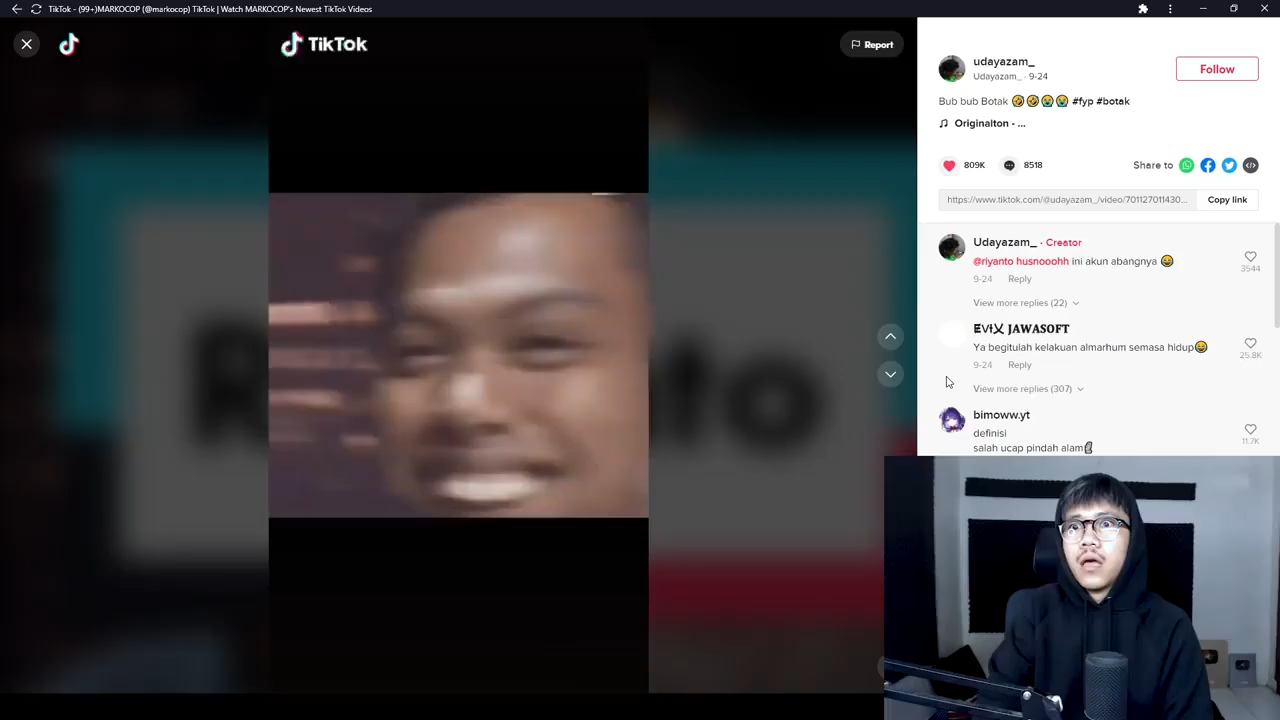 TikTok - (99+)MARKOCOP (@markocop) TikTok | Watch MARKOCOP's Newest TikTok Videos
TikTok
Report
udayazam_
Udayazam_ · 9-24
Follow
Bub bub Botak 🤣🤣😭😭 #fyp #botak
Originalton - ...
809K
8518
Share to
https://www.tiktok.com/@udayazam_/video/701127011430...
Copy link
Udayazam_ · Creator
@riyanto husnooohh ini akun abangnya 😂
3544
9-24 Reply
View more replies (22)
JAWASOFT
Ya begitulah kelakuan almarhum semasa hidup😂
25.8K
9-24 Reply
View more replies (307)
bimoww.yt
definisi
11.7K
salah ucap pindah alam🗿